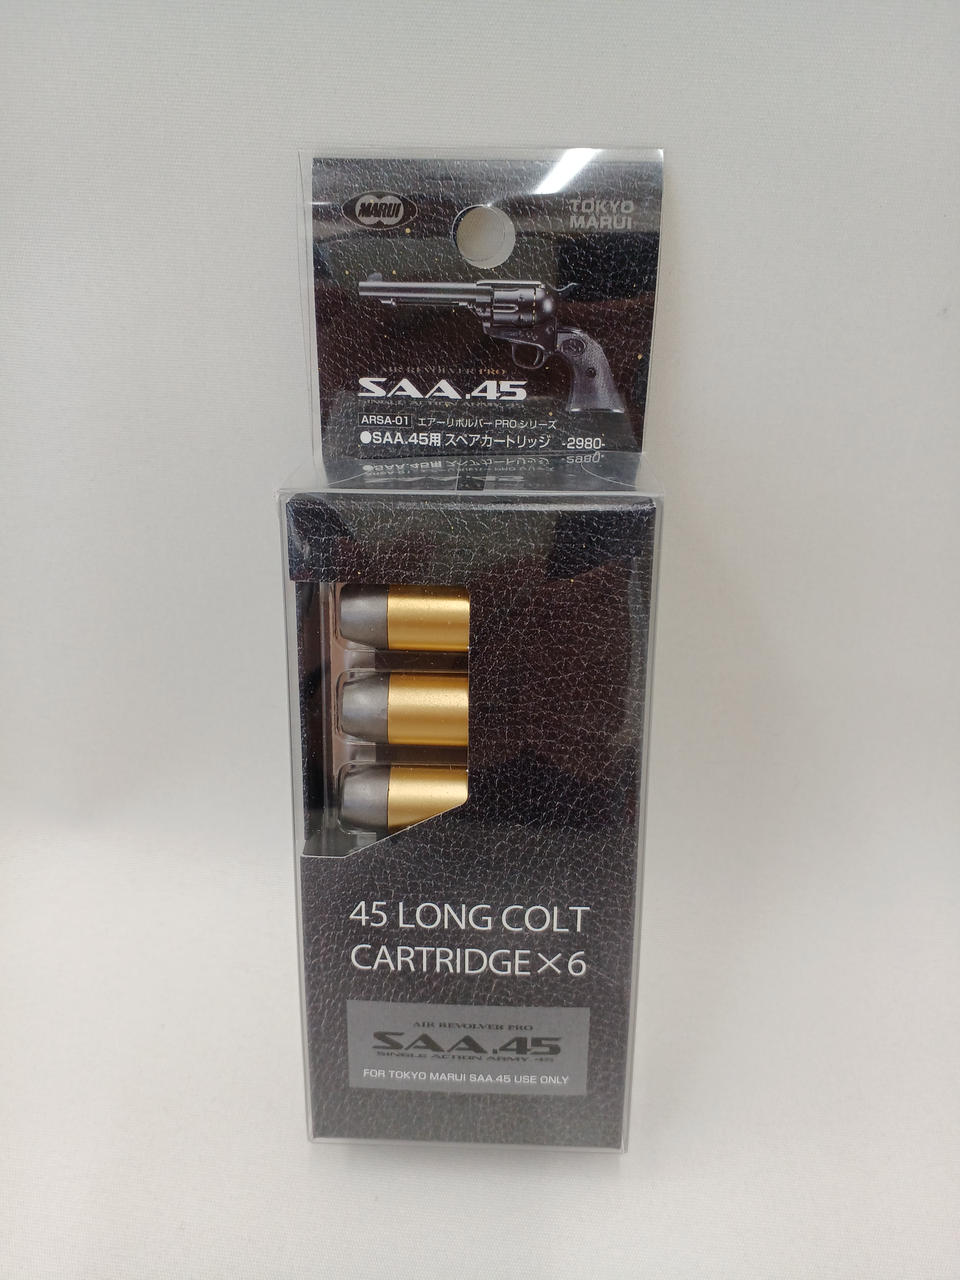 MARUI
TOKYO
MARUI
AIR REVOLVER PRO
SAA.45
SINGLE ACTION ARMY .45
ARSA-01 エアーリボルバー PRO シリーズ
●SAA.45用 スペアカートリッジ -2980-
45 LONG COLT
CARTRIDGE×6
AIR REVOLVER PRO
SAA.45
SINGLE ACTION ARMY .45
FOR TOKYO MARUI SAA.45 USE ONLY